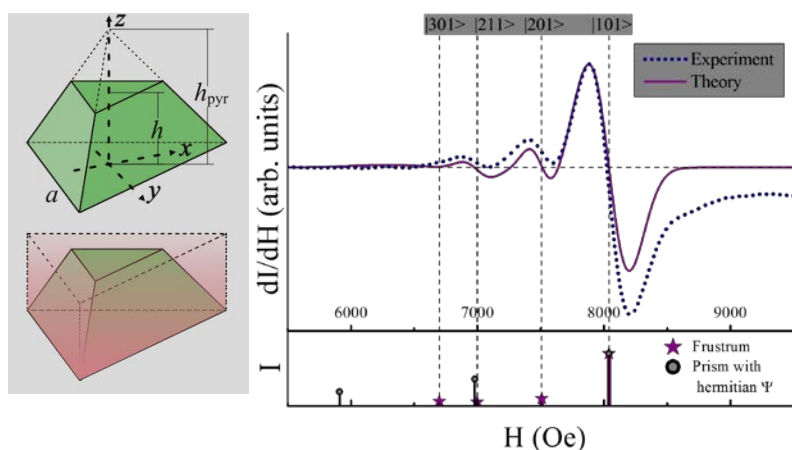 z
h_pyr
h
x
a
y
|301> |211> |201> |101>
Experiment
Theory
dI/dH (arb. units)
6000 7000 8000 9000
I
Frustrum
Prism with
hermitian Ψ
H (Oe)